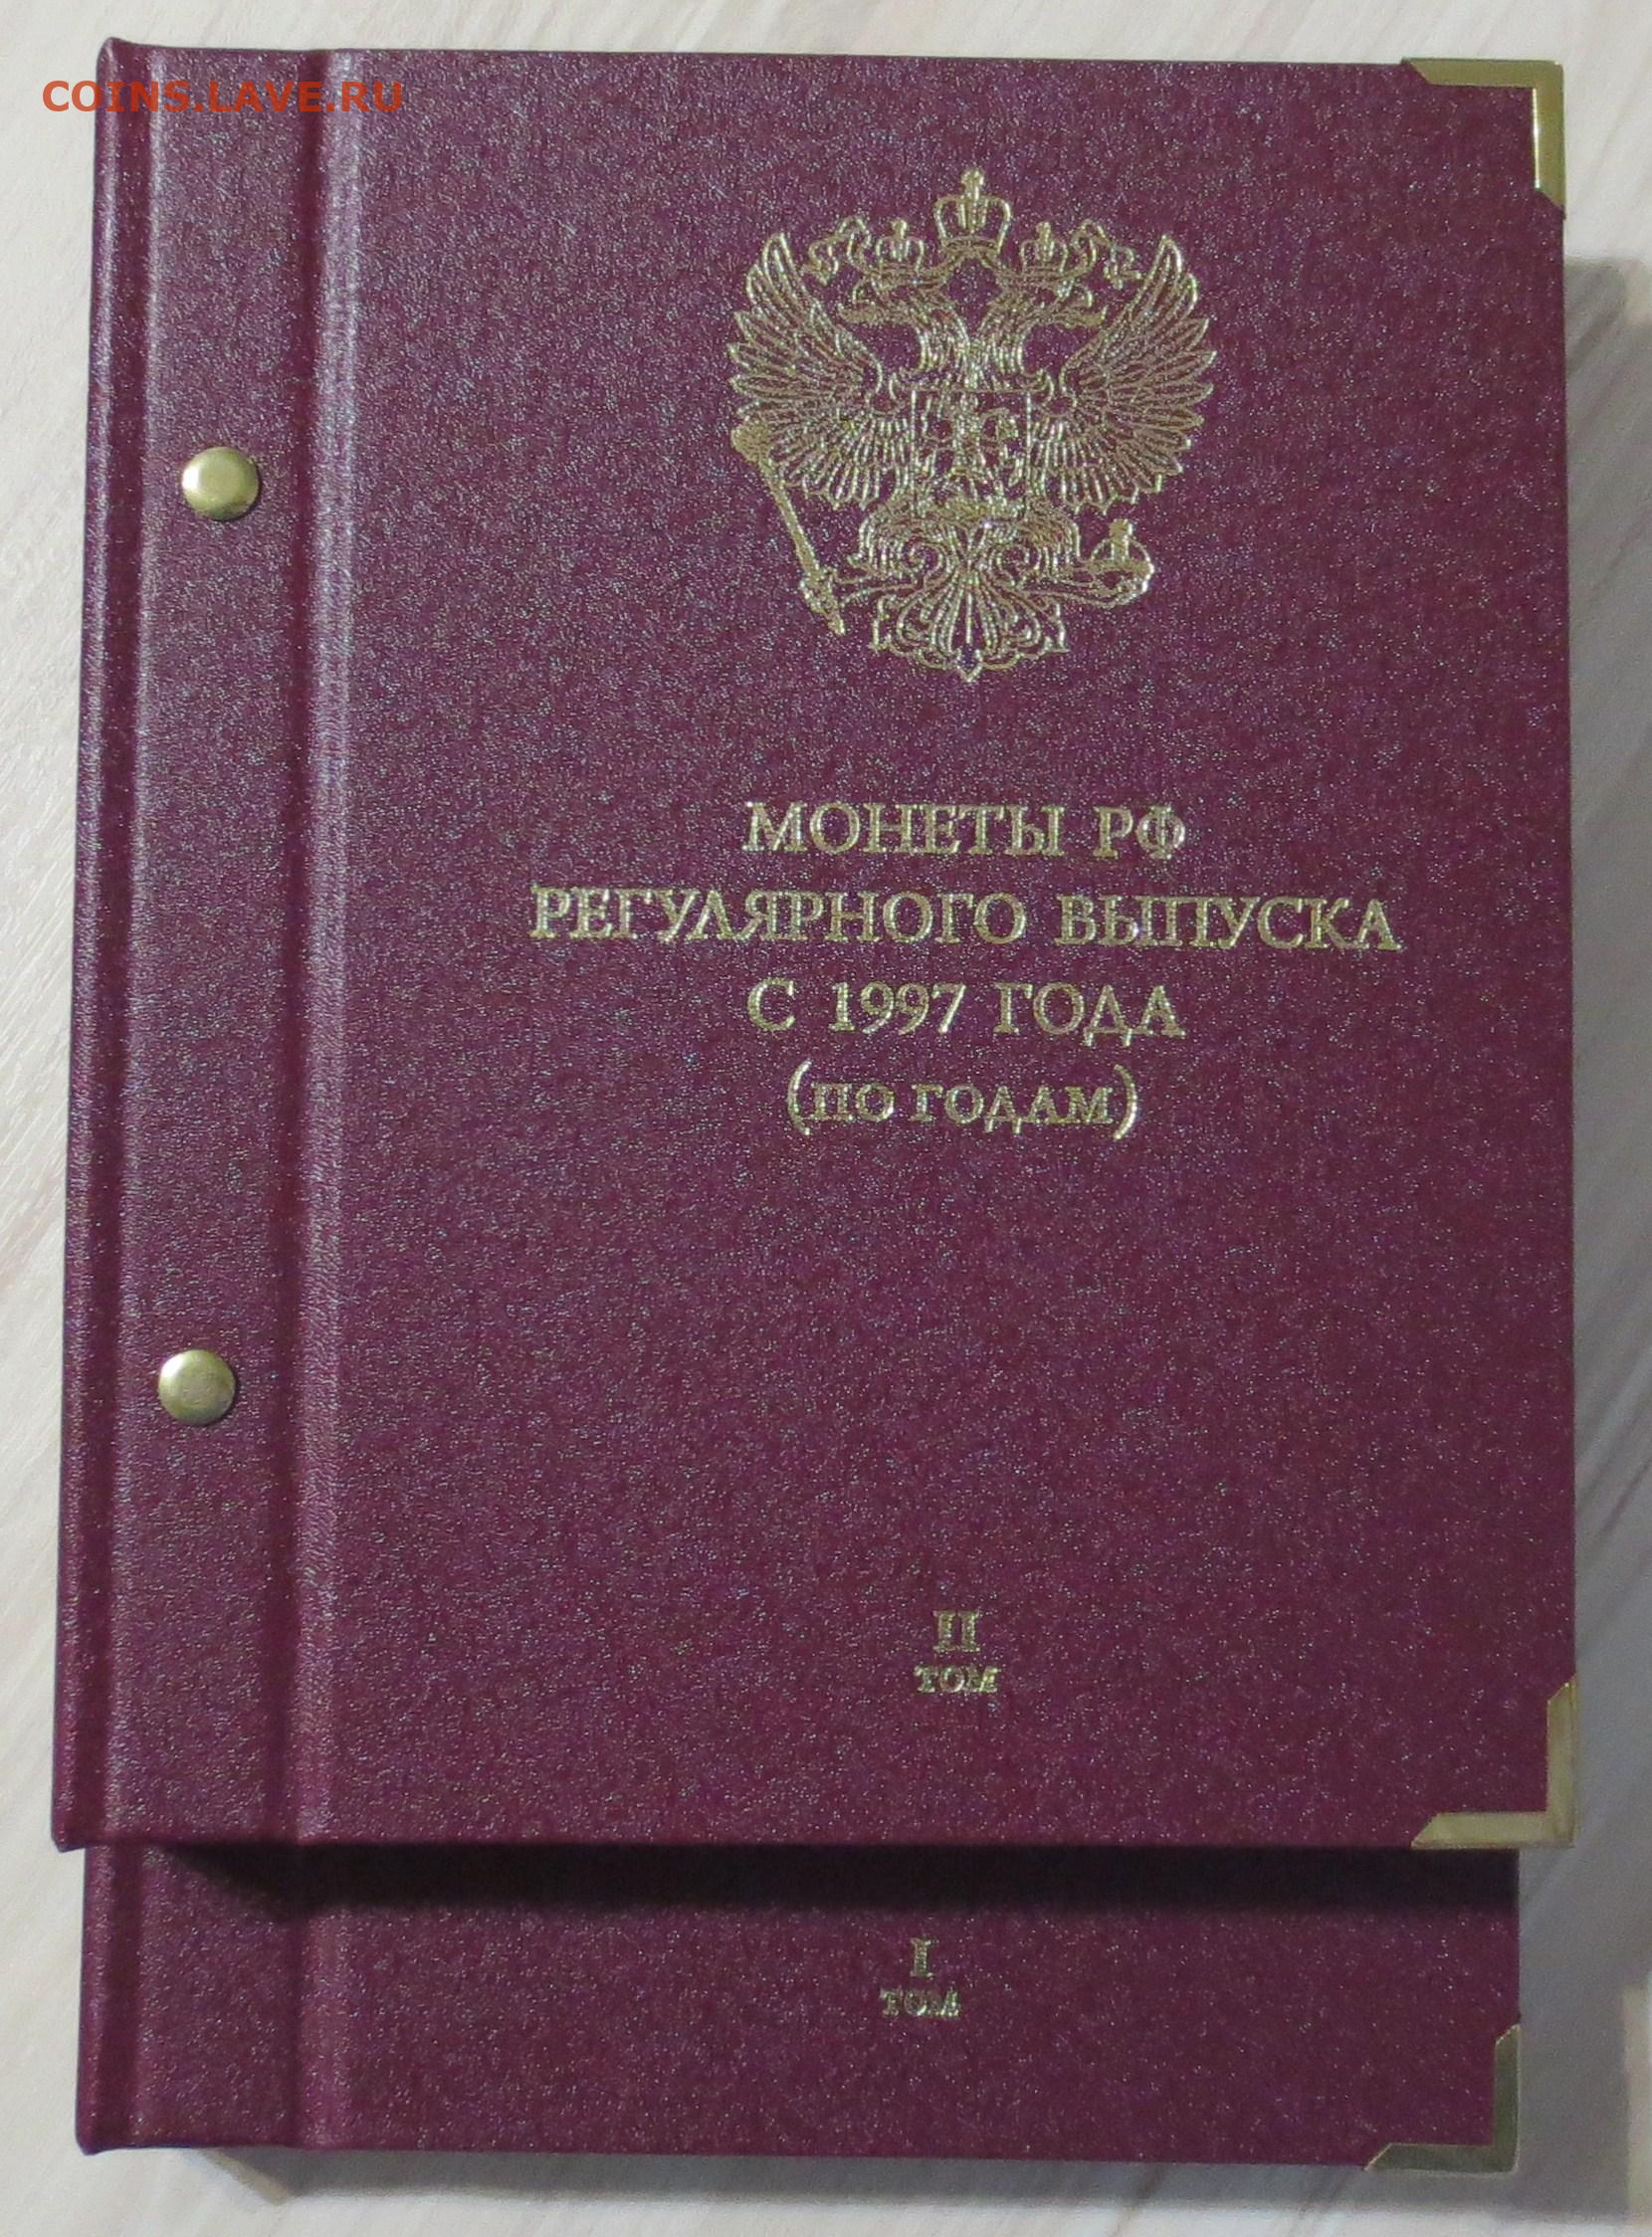 COINS.LAVE.RU
МОНЕТЫ РФ
РЕГУЛЯРНОГО ВЫПУСКА
С 1997 ГОДА
(ПО ГОДАМ)
II
ТОМ
I
ТОМ